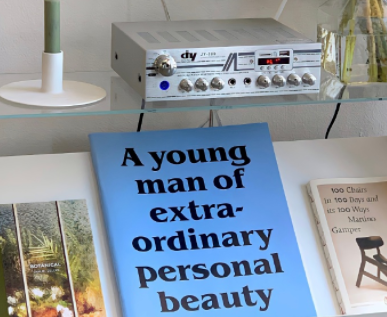 dy
A young
man of
extra-
ordinary
personal
beauty
100 Chairs
in 100 Days and
its 100 Ways
Martino
Gamper
BOTANICAL